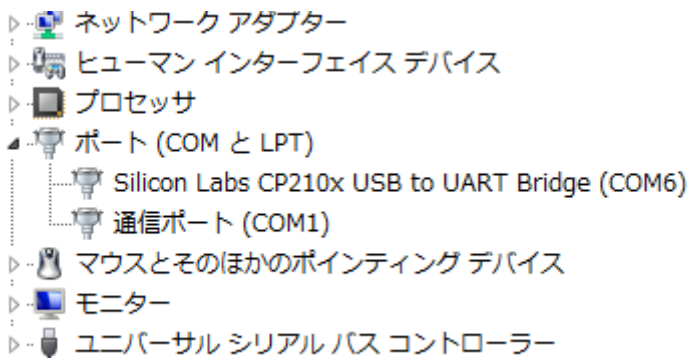 ネットワーク アダプター
ヒューマン インターフェイス デバイス
プロセッサ
ポート (COM と LPT)
Silicon Labs CP210x USB to UART Bridge (COM6)
通信ポート (COM1)
マウスとそのほかのポインティング デバイス
モニター
ユニバーサル シリアル バス コントローラー